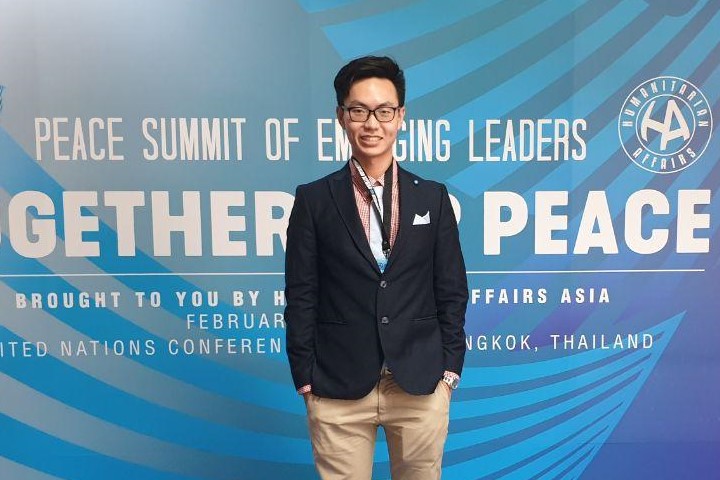 PEACE SUMMIT OF EM GING LEADERS
OGETHER PEACE
BROUGHT TO YOU BY H FFAIRS ASIA
FEBRUAR
ITED NATIONS CONFEREN NGKOK, THAILAND
HUMANITARIAN
HA
AFFAIRS